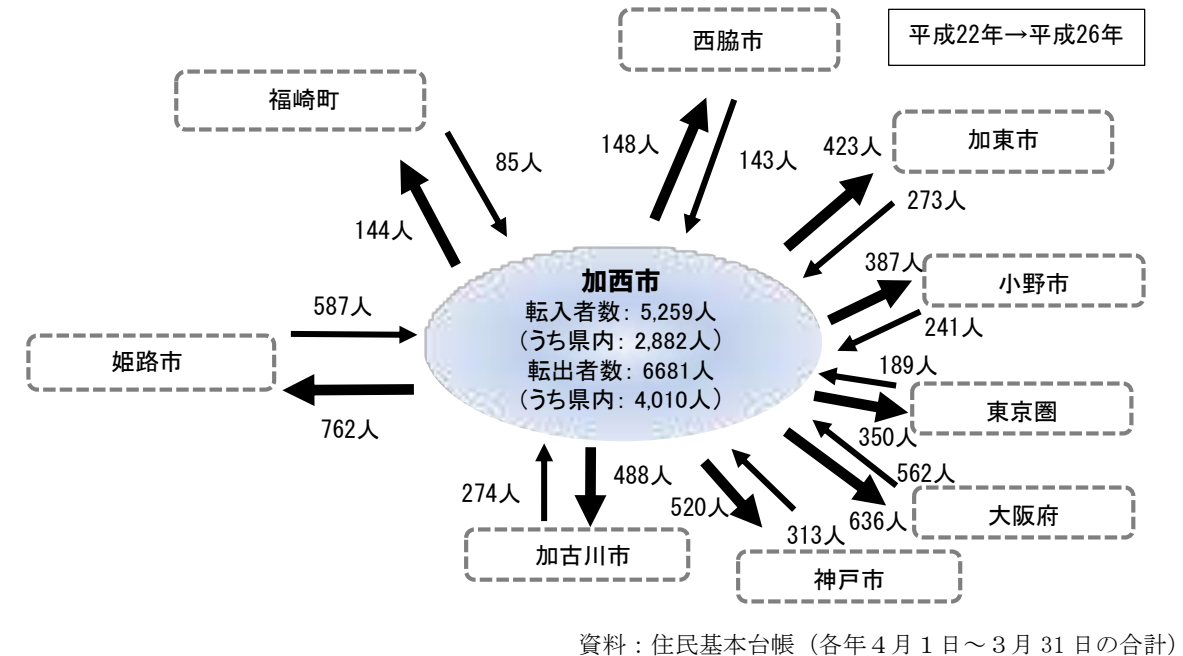 平成22年→平成26年
西脇市
福崎町
加東市
148人
143人
423人
85人
273人
144人
387人
小野市
241人
加西市
転入者数：5,259人
（うち県内：2,882人）
転出者数：6681人
（うち県内：4,010人）
587人
姫路市
762人
189人
東京圏
350人
562人
大阪府
636人
274人
488人
520人
313人
加古川市
神戸市
資料：住民基本台帳（各年４月１日～３月31日の合計）